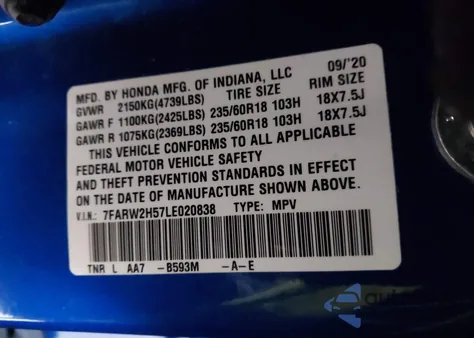 MFD. BY HONDA MFG. OF INDIANA, LLC 09/'20
GVWR 2150KG(4739LBS) TIRE SIZE RIM SIZE
GAWR F 1100KG(2425LBS) 235/60R18 103H 18X7.5J
GAWR R 1075KG(2369LBS) 235/60R18 103H 18X7.5J
THIS VEHICLE CONFORMS TO ALL APPLICABLE
FEDERAL MOTOR VEHICLE SAFETY
AND THEFT PREVENTION STANDARDS IN EFFECT
ON THE DATE OF MANUFACTURE SHOWN ABOVE.
V.I.N. 7FARW2H57LE020838 TYPE: MPV
TNR L AA7 -B593M -A-E